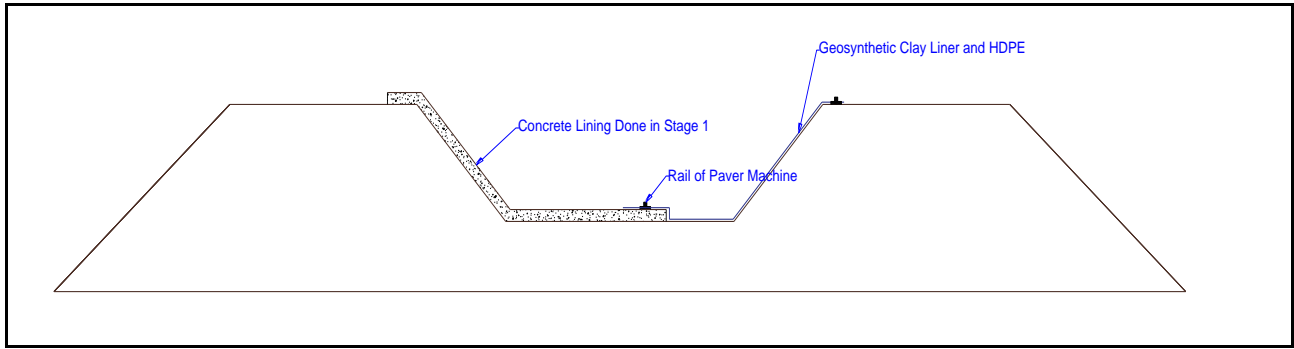 Geosynthetic Clay Liner and HDPE
Concrete Lining Done in Stage 1
Rail of Paver Machine